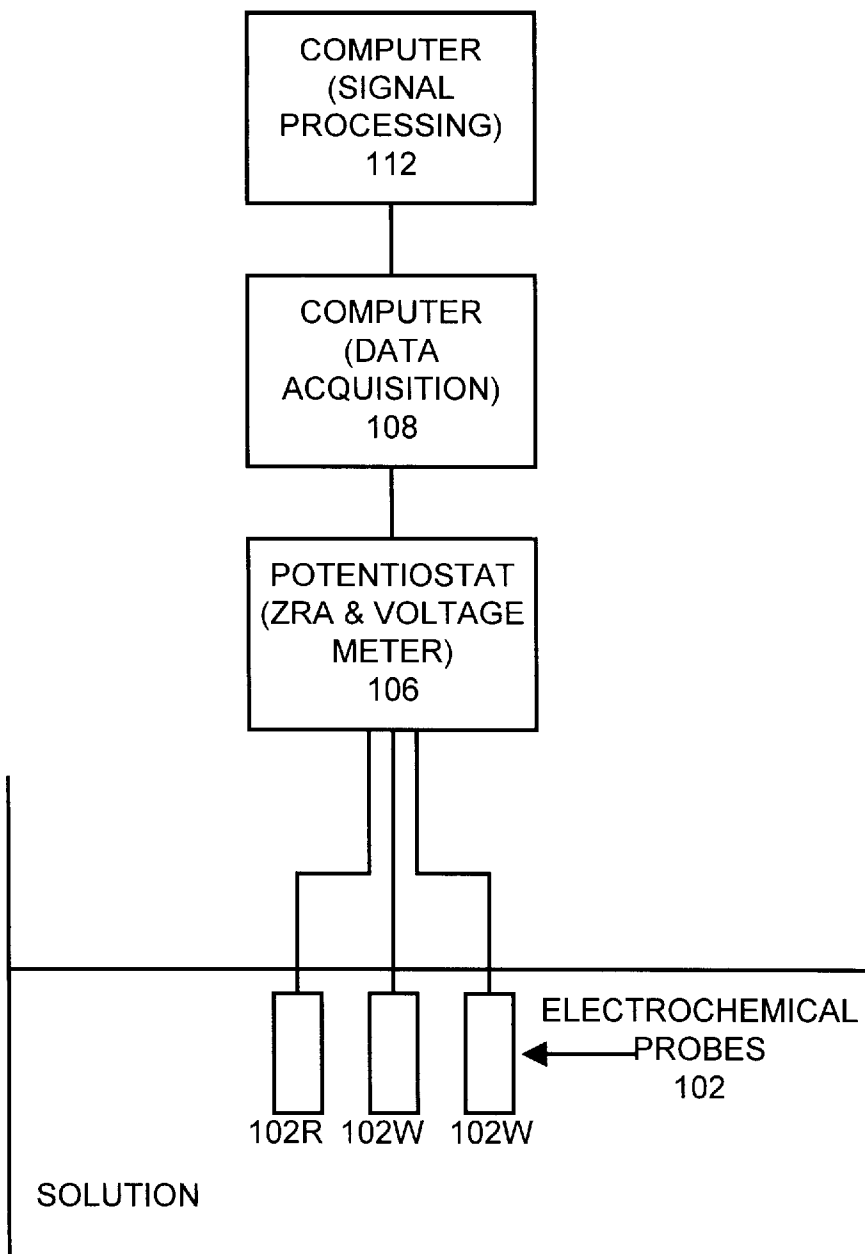 COMPUTER
(SIGNAL
PROCESSING)
112
COMPUTER
(DATA
ACQUISITION)
108
POTENTIOSTAT
(ZRA & VOLTAGE
METER)
106
ELECTROCHEMICAL
PROBES
102
102R 102W 102W
SOLUTION